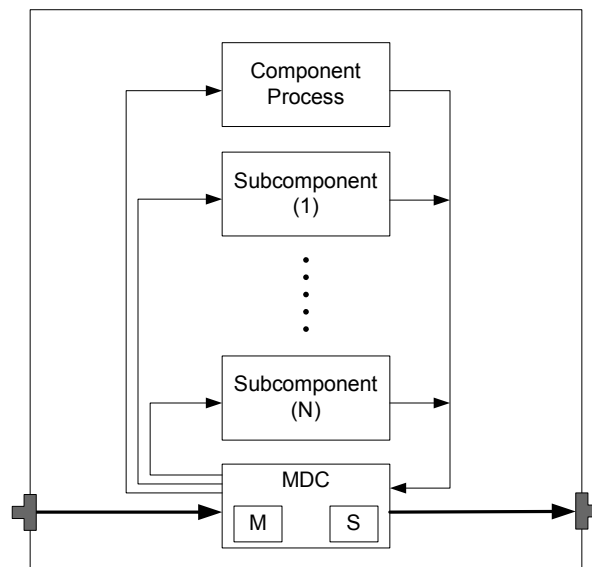 Component
Process
Subcomponent
(1)
Subcomponent
(N)
MDC
M
S